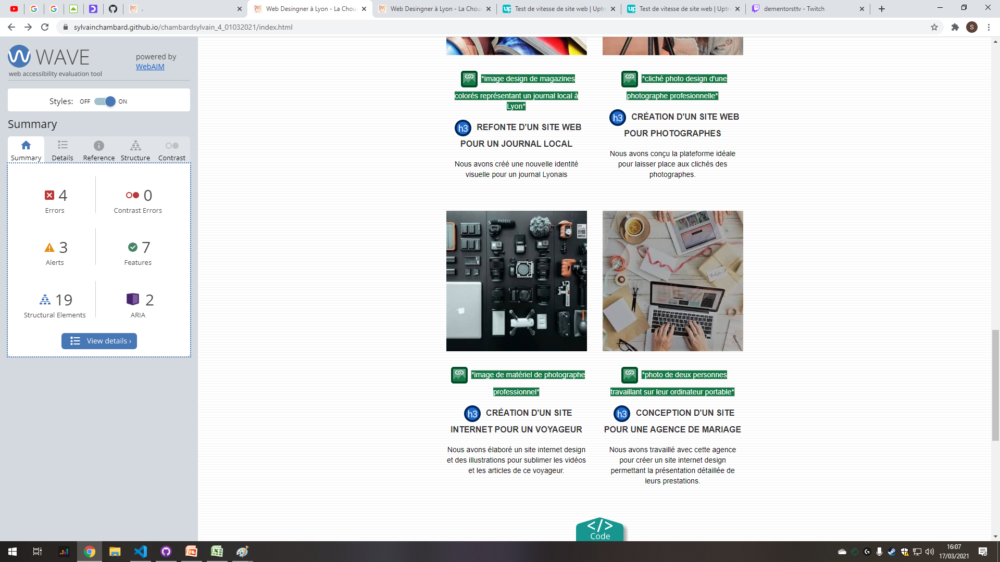 .
Web Desingner à Lyon - La Chou
Web Desingner à Lyon - La Chou
Test de vitesse de site web | Uptr
Test de vitesse de site web | Uptr
dementorsttv - Twitch
sylvainchambard.github.io/chambardsylvain_4_01032021/index.html
S
WAVE
web accessibility evaluation tool
powered by
WebAIM
Styles: OFF ON
Summary
Summary Details Reference Structure Contrast
4
Errors
0
Contrast Errors
3
Alerts
7
Features
19
Structural Elements
2
ARIA
View details ›
*image design de magazines
colorés représentant un journal local à
Lyon*
h3 REFONTE D'UN SITE WEB
POUR UN JOURNAL LOCAL
Nous avons créé une nouvelle identité
visuelle pour un journal Lyonais
*cliché photo design d'une
photographe profesionnelle*
h3 CRÉATION D'UN SITE WEB
POUR PHOTOGRAPHES
Nous avons conçu la plateforme idéale
pour laisser place aux clichés des
photographes.
RODE
*image de matériel de photographe
professionnel*
h3 CRÉATION D'UN SITE
INTERNET POUR UN VOYAGEUR
Nous avons élaboré un site internet design
et des illustrations pour sublimer les vidéos
et les articles de ce voyageur.
*photo de deux personnes
travaillant sur leur ordinateur portable*
h3 CONCEPTION D'UN SITE
POUR UNE AGENCE DE MARIAGE
Nous avons travaillé avec cette agence
pour créer un site internet design
permettant la présentation détaillée de
leurs prestations.
</>
Code
16:07
17/03/2021